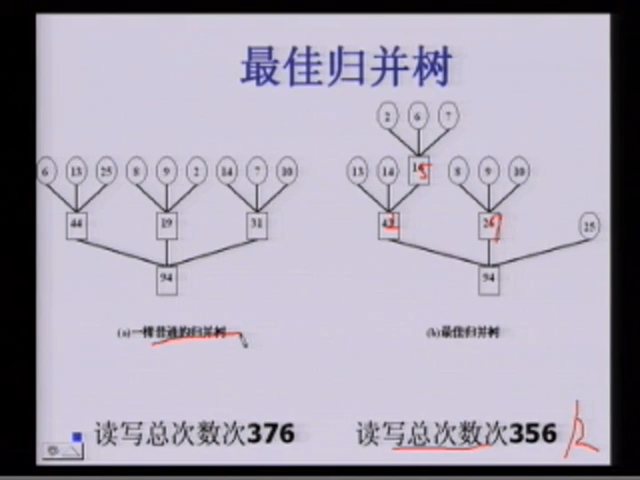 最佳归并树
2 6 7
6 13 25 8 9 2 14 7 10
13 14 8 9 10
44 19 31
25
94
94
(a)一棵普通的归并树
(b)最佳归并树
读写总次数次376
读写总次数次356